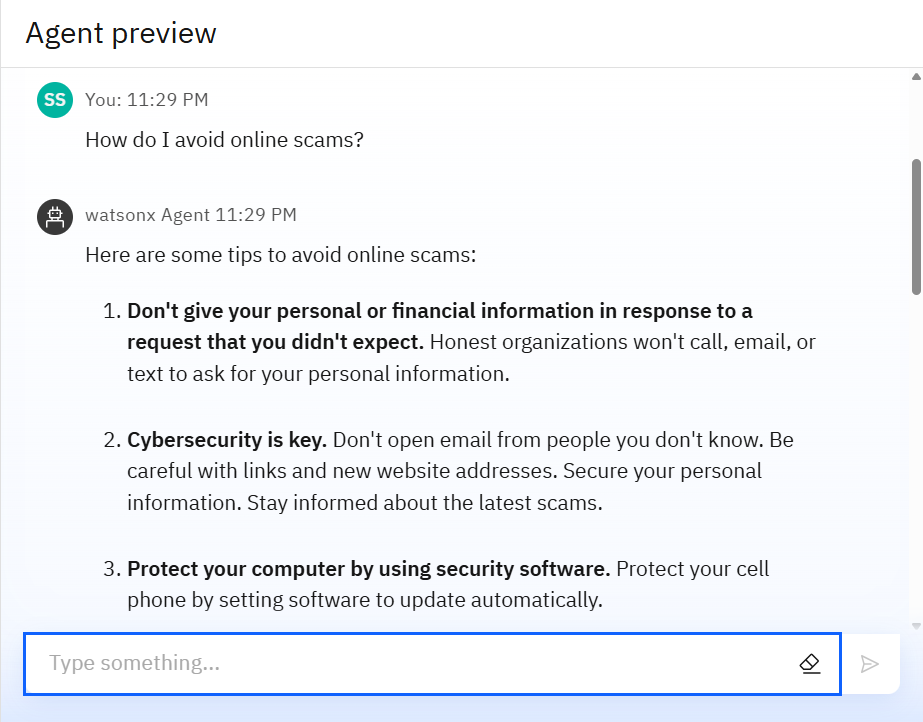 Agent preview
SS You: 11:29 PM
How do I avoid online scams?
watsonx Agent 11:29 PM
Here are some tips to avoid online scams:
1. Don't give your personal or financial information in response to a
request that you didn't expect. Honest organizations won't call, email, or
text to ask for your personal information.
2. Cybersecurity is key. Don't open email from people you don't know. Be
careful with links and new website addresses. Secure your personal
information. Stay informed about the latest scams.
3. Protect your computer by using security software. Protect your cell
phone by setting software to update automatically.
Type something...